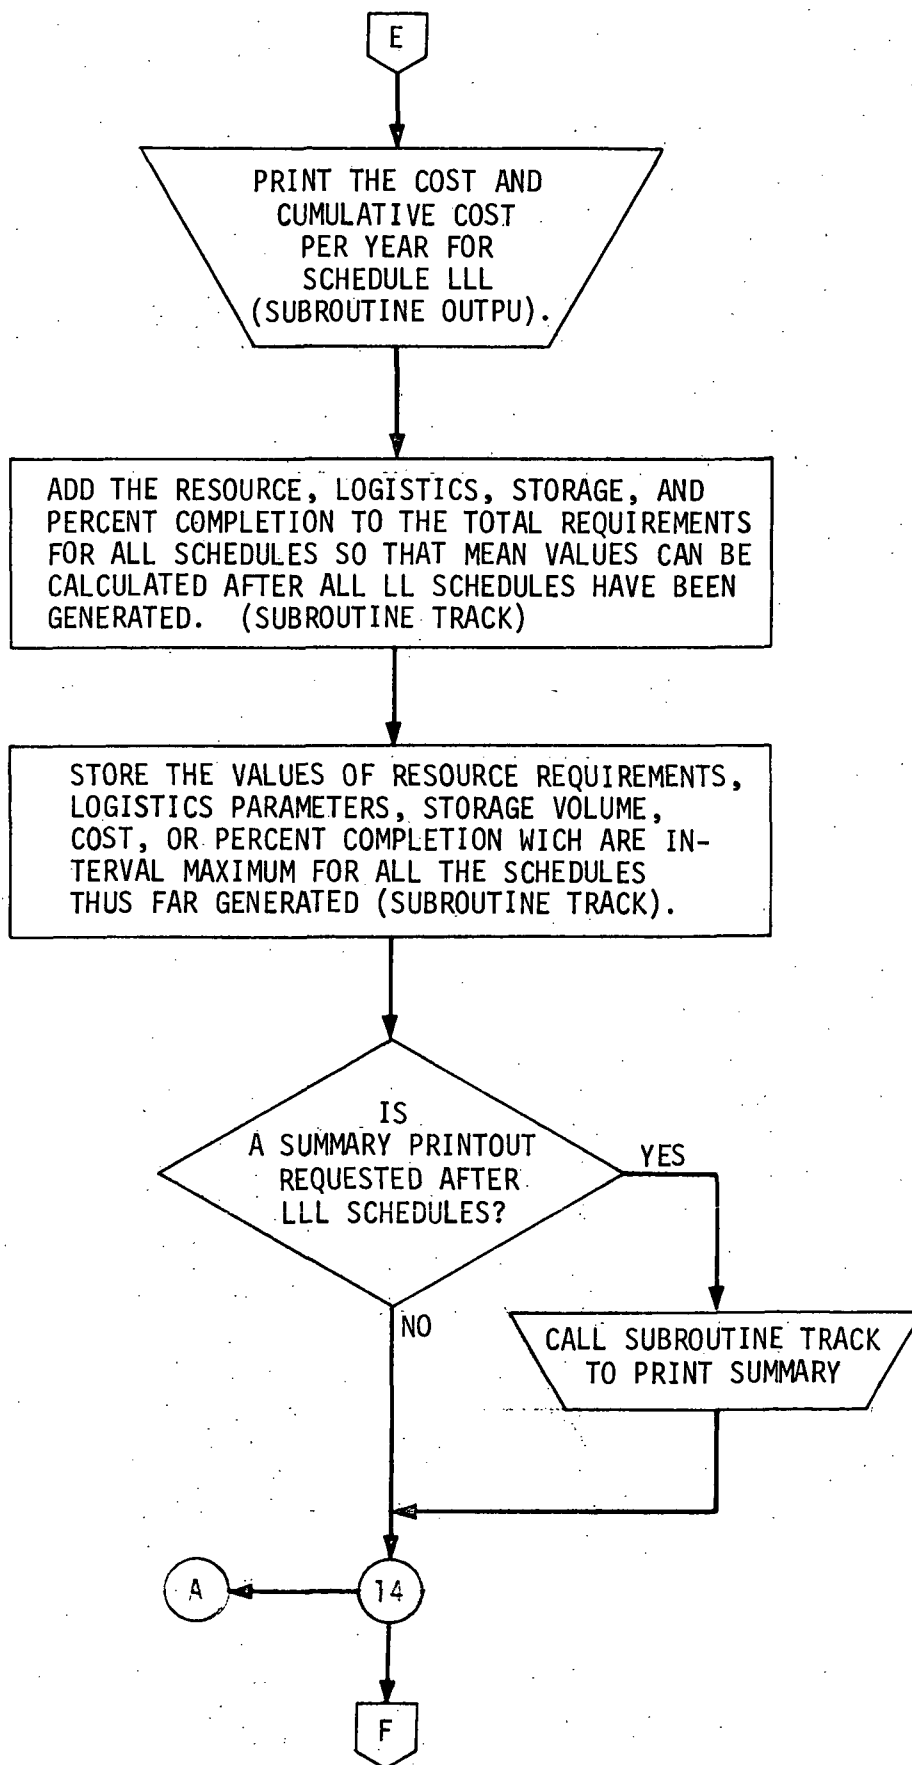 E
PRINT THE COST AND
CUMULATIVE COST
PER YEAR FOR
SCHEDULE LLL
(SUBROUTINE OUTPU).
ADD THE RESOURCE, LOGISTICS, STORAGE, AND
PERCENT COMPLETION TO THE TOTAL REQUIREMENTS
FOR ALL SCHEDULES SO THAT MEAN VALUES CAN BE
CALCULATED AFTER ALL LL SCHEDULES HAVE BEEN
GENERATED. (SUBROUTINE TRACK)
STORE THE VALUES OF RESOURCE REQUIREMENTS,
LOGISTICS PARAMETERS, STORAGE VOLUME,
COST, OR PERCENT COMPLETION WICH ARE IN-
TERVAL MAXIMUM FOR ALL THE SCHEDULES
THUS FAR GENERATED (SUBROUTINE TRACK).
IS
A SUMMARY PRINTOUT
REQUESTED AFTER
LLL SCHEDULES?
YES
NO
CALL SUBROUTINE TRACK
TO PRINT SUMMARY
A
14
F